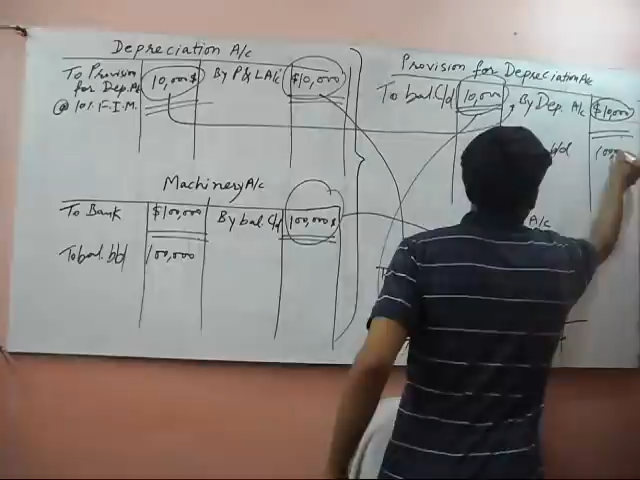 Depreciation A/c
To Provision for Dep. A/c @ 10% F.I.M.
10,000$
By P&L A/c
$10,000
Provision for Depreciation A/c
To bal. C/d
10,000
By Dep. A/c
$10,000
b/d
Machinery A/c
To Bank
$100,000
By bal. C/d
100,000$
To bal. b/d
100,000
A/c